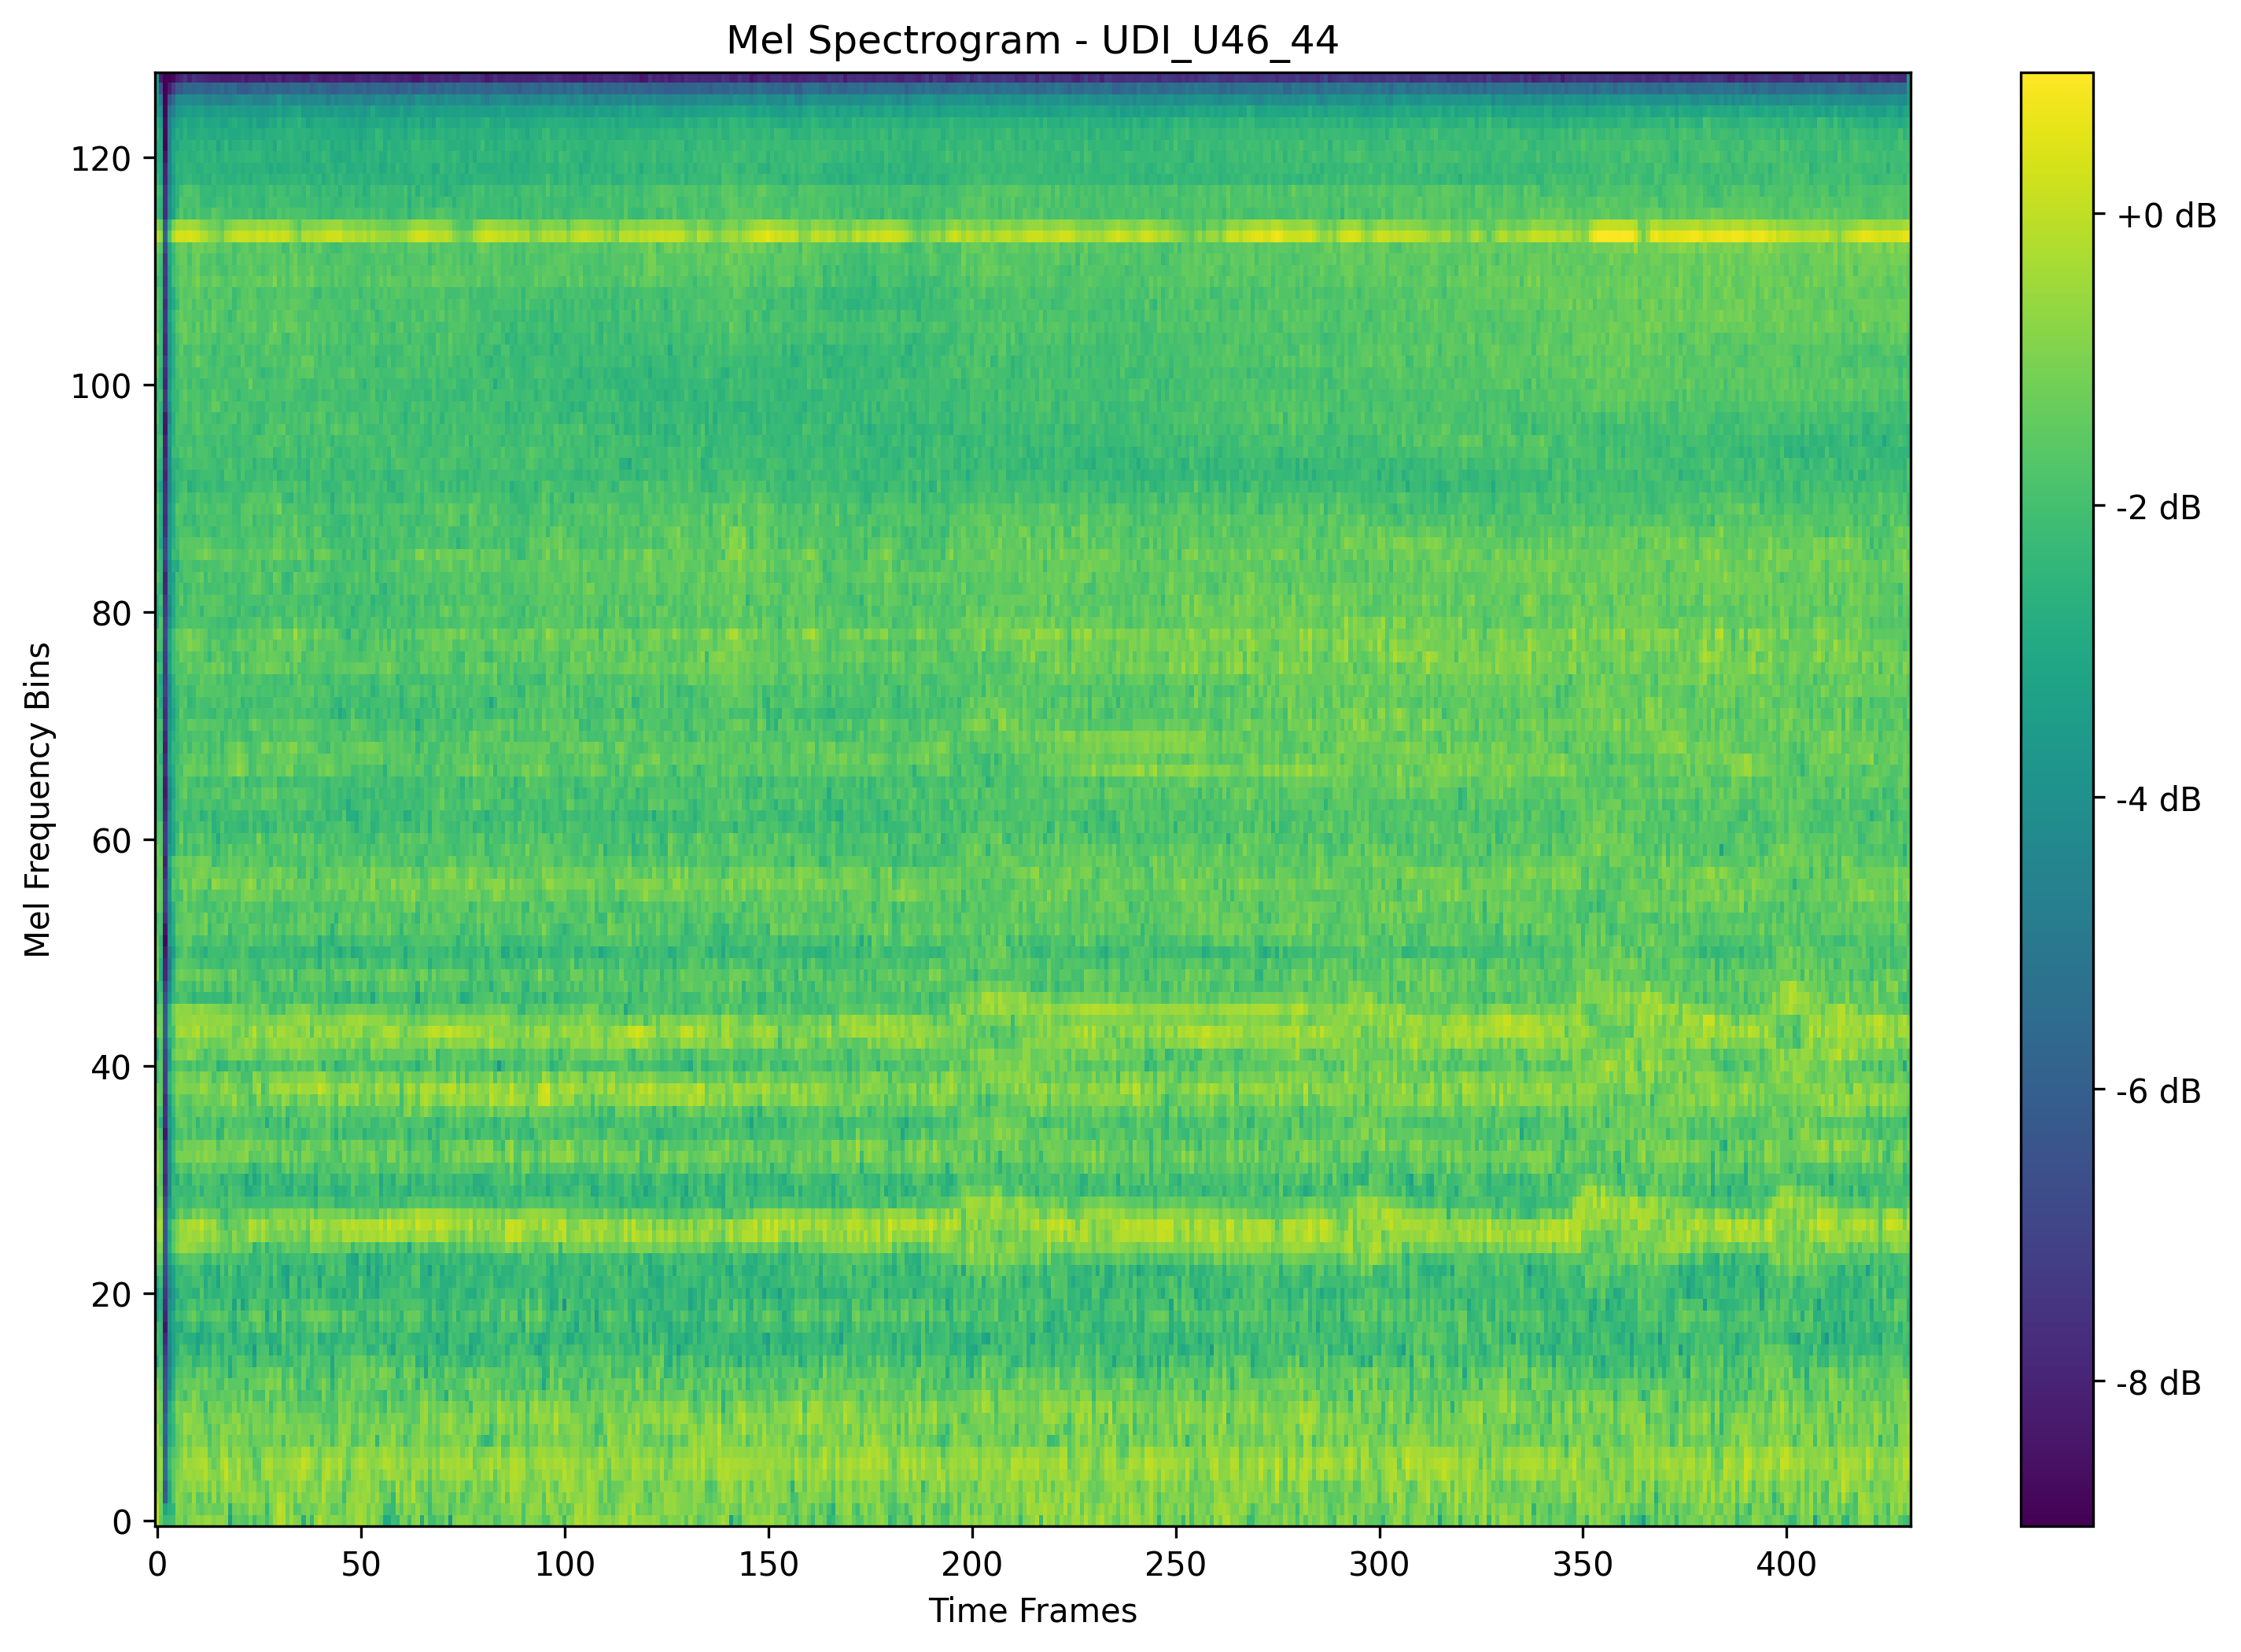 Mel Spectrogram - UDI_U46_44
Mel Frequency Bins
120
100
80
60
40
20
0
0 50 100 150 200 250 300 350 400
Time Frames
+0 dB
-2 dB
-4 dB
-6 dB
-8 dB